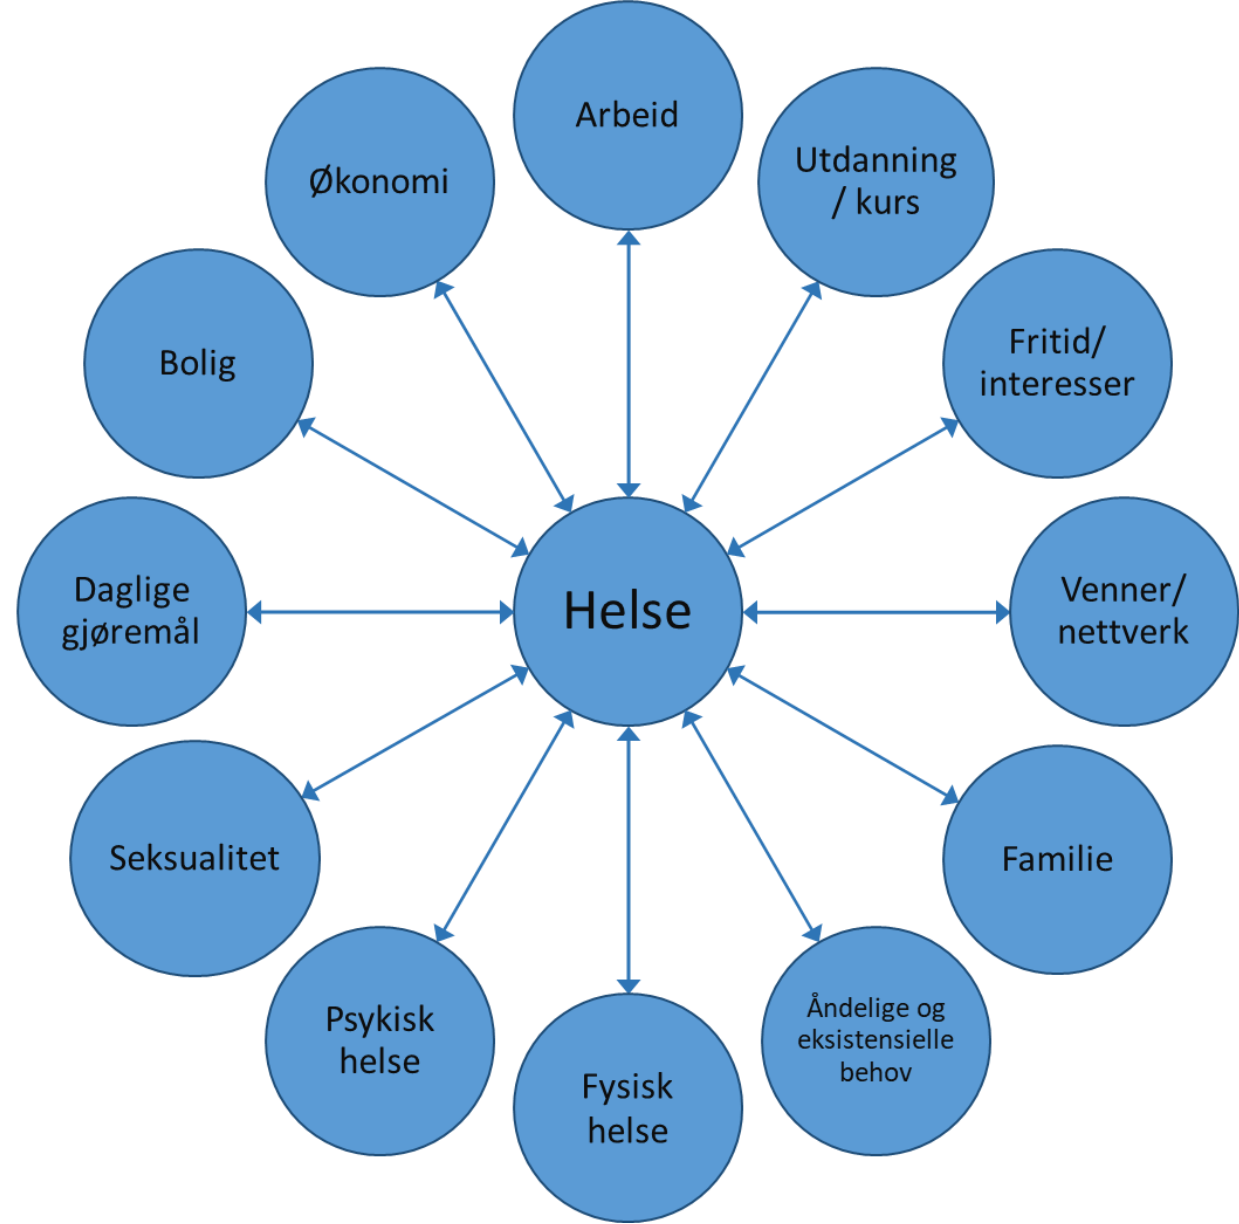 Arbeid
Utdanning
/ kurs
Fritid/
interesser
Venner/
nettverk
Familie
Åndelige og
eksistensielle
behov
Fysisk
helse
Psykisk
helse
Seksualitet
Daglige
gjøremål
Bolig
Økonomi
Helse